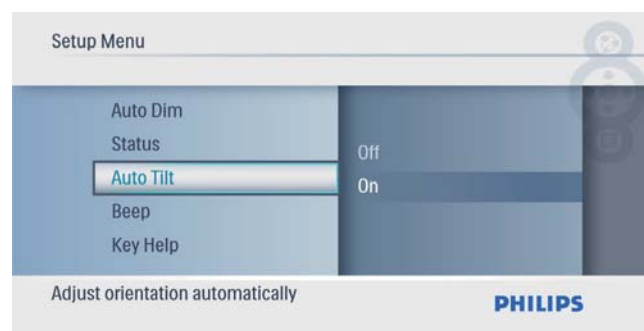 Setup Menu
Auto Dim
Status
Auto Tilt
Beep
Key Help
Off
On
Adjust orientation automatically
PHILIPS